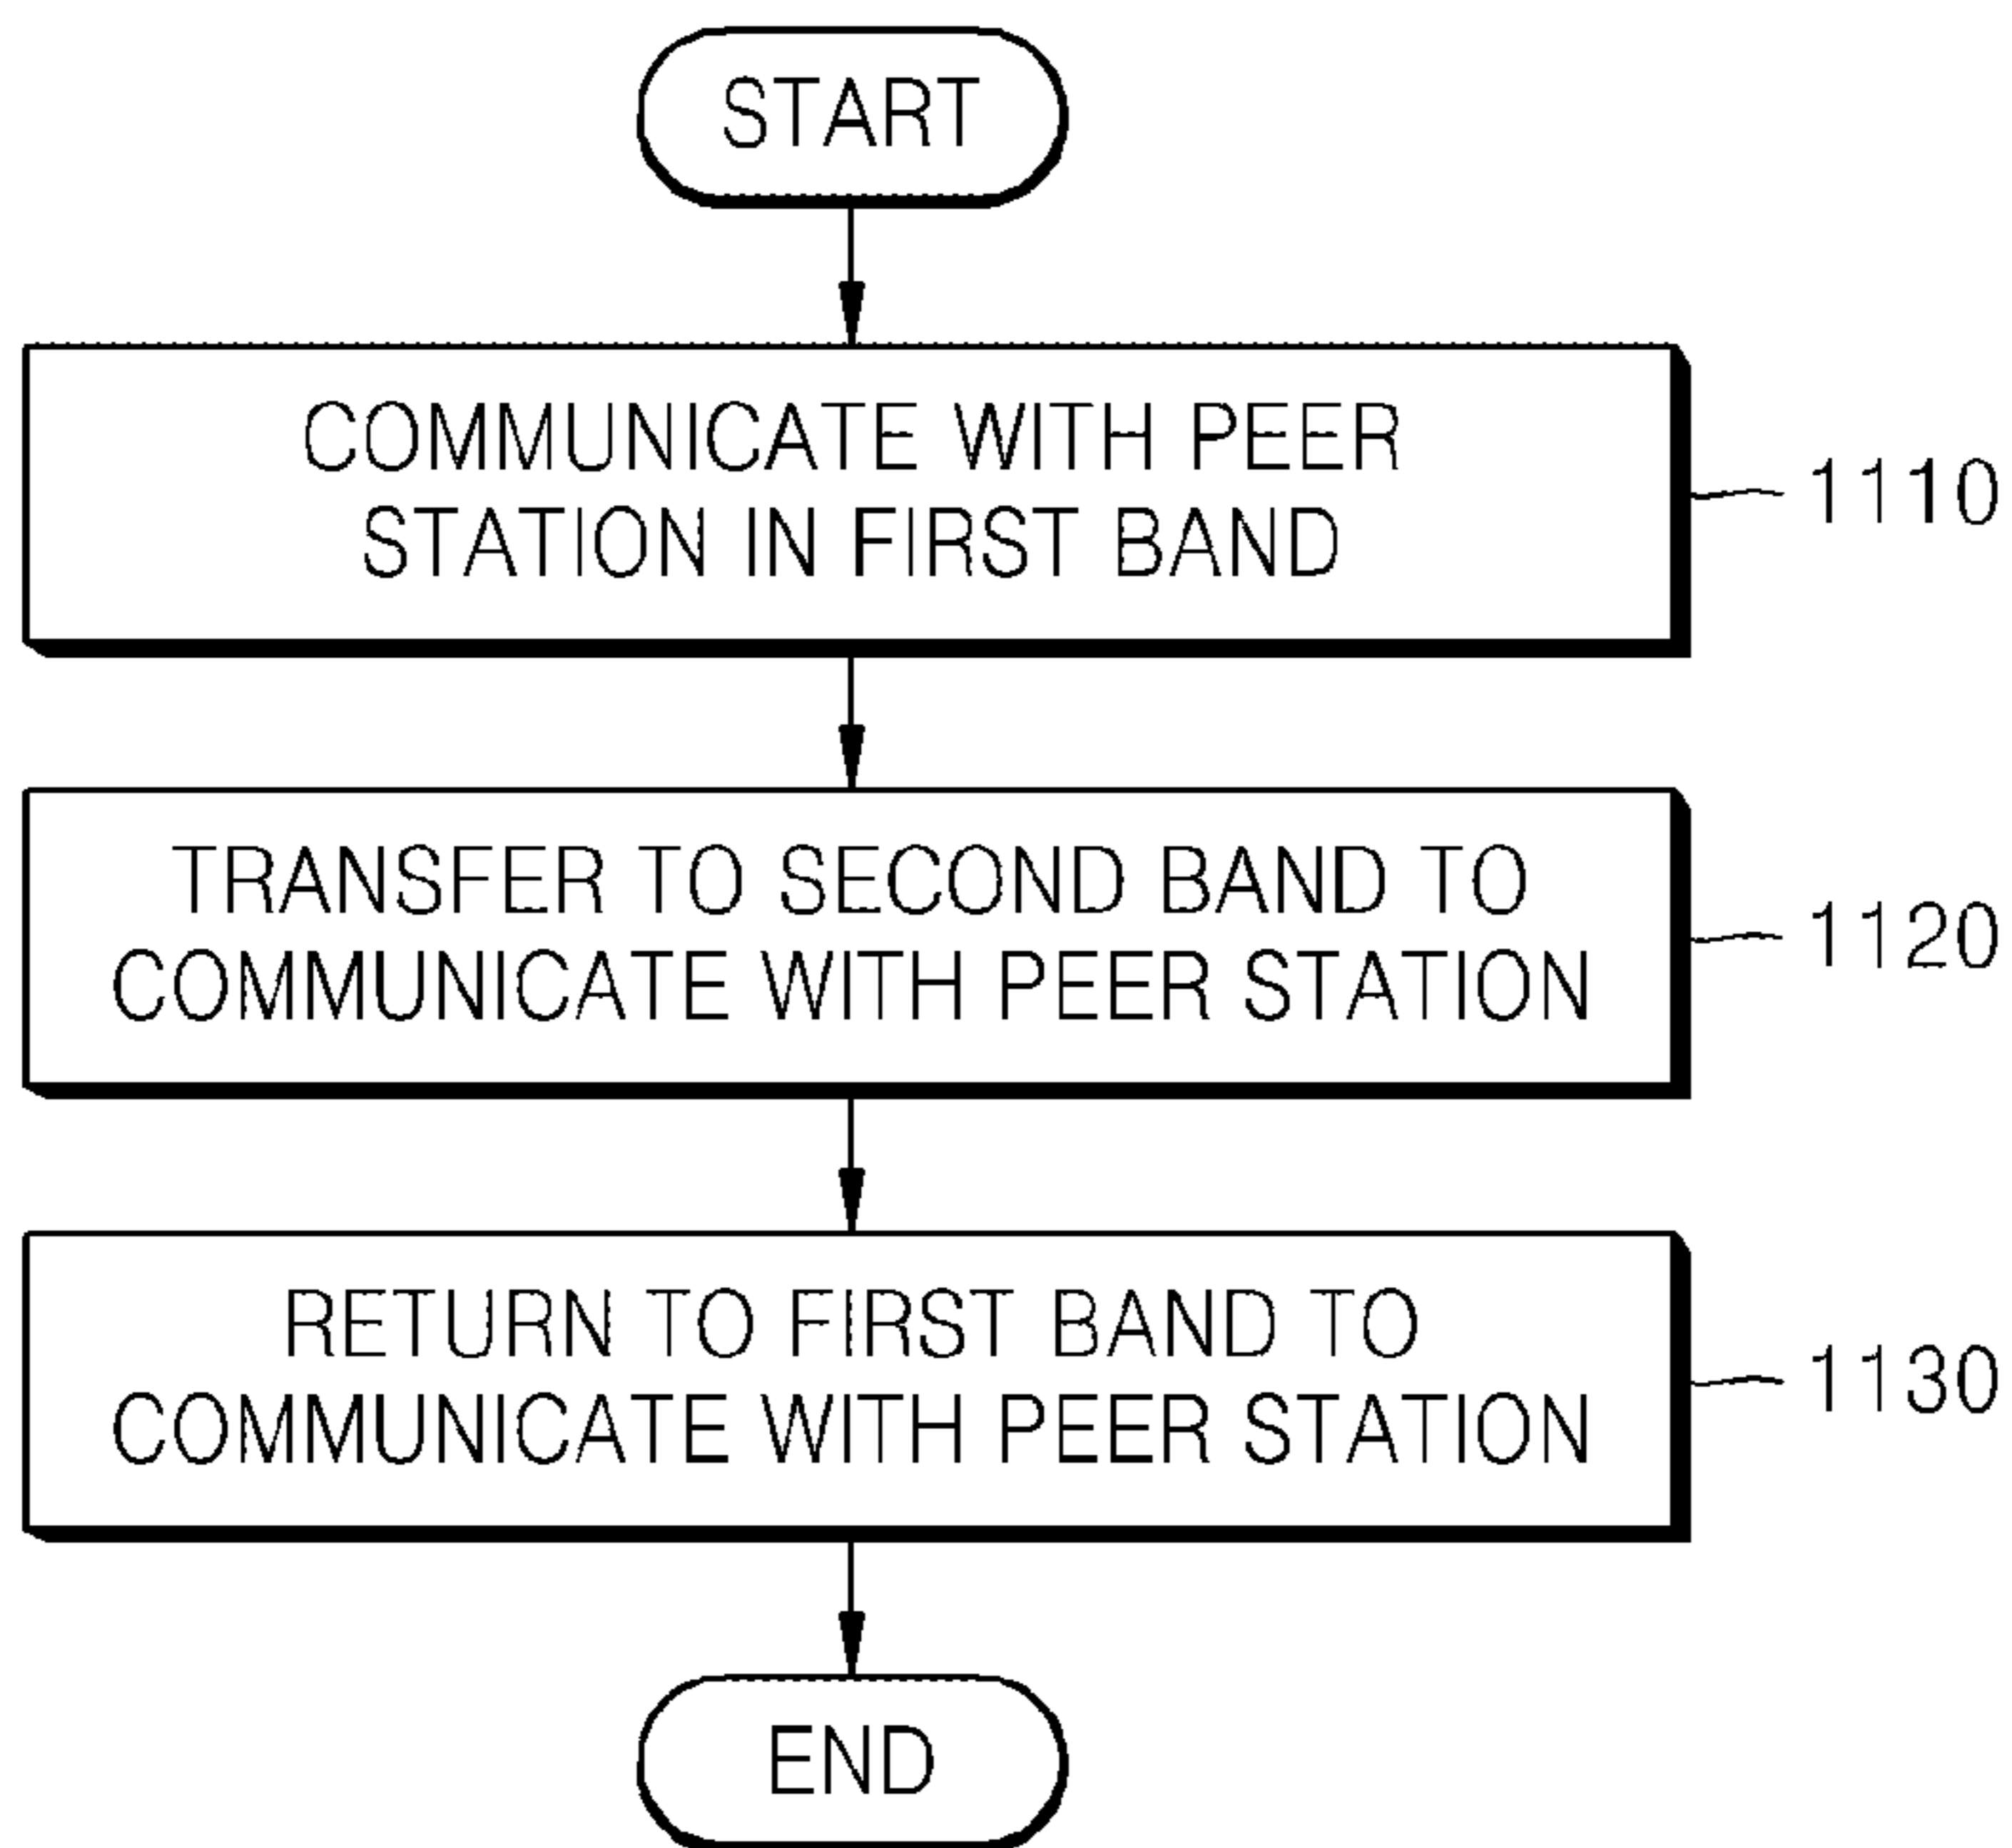 START
COMMUNICATE WITH PEER
STATION IN FIRST BAND
1110
TRANSFER TO SECOND BAND TO
COMMUNICATE WITH PEER STATION
1120
RETURN TO FIRST BAND TO
COMMUNICATE WITH PEER STATION
1130
END